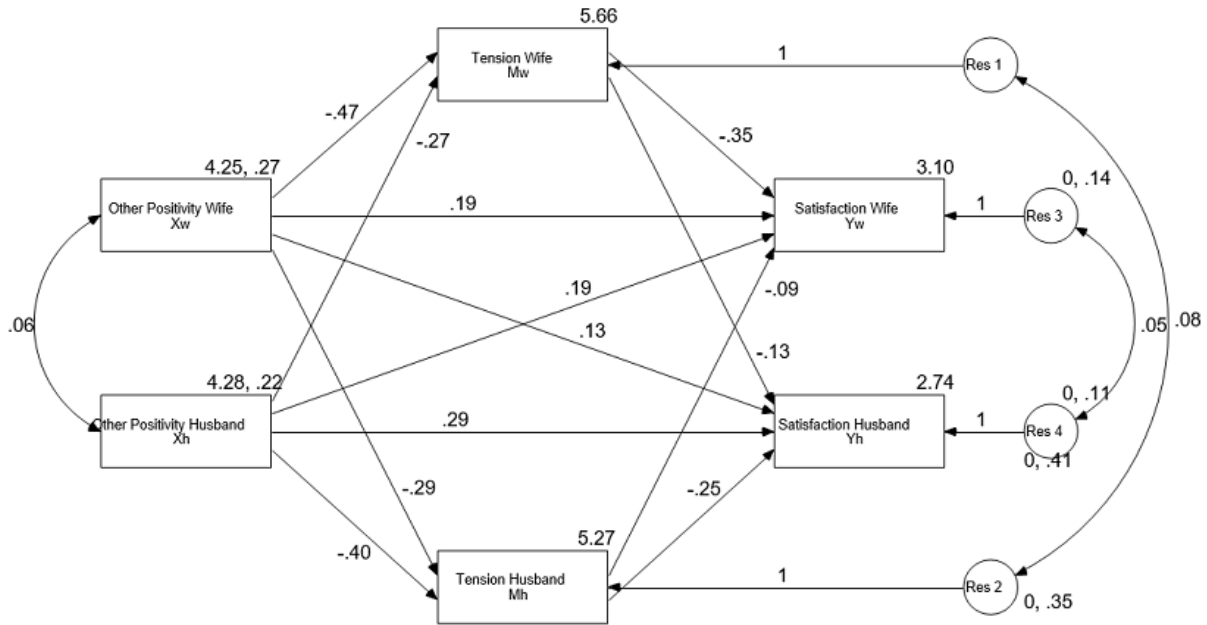 5.66
Tension Wife
Mw
1
Res 1
-.47
-.27
-.35
4.25, .27
3.10
0, .14
Other Positivity Wife
Xw
.19
Satisfaction Wife
Yw
1
Res 3
.19
-.09
.06
.13
.05
.08
-.13
4.28, .22
2.74
0, .11
Other Positivity Husband
Xh
.29
Satisfaction Husband
Yh
1
Res 4
0, .41
-.29
-.25
-.40
5.27
Tension Husband
Mh
1
Res 2
0, .35